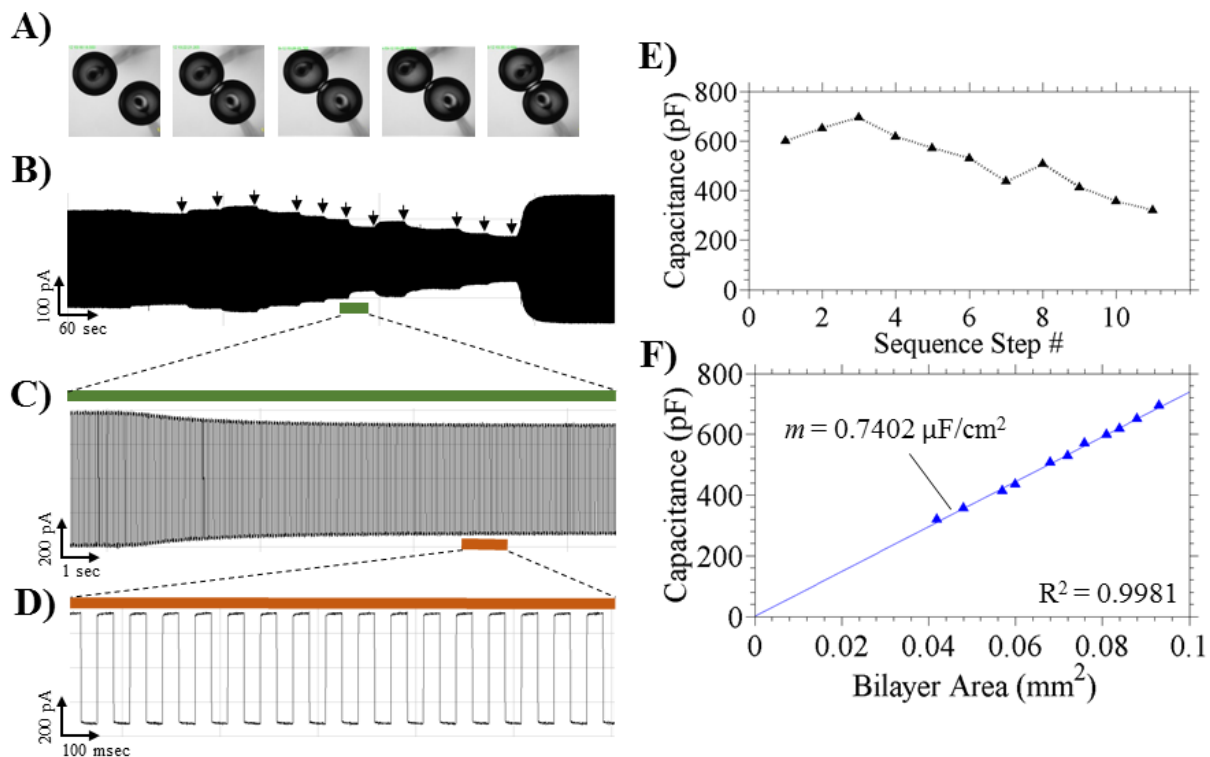 A)
B)
100 pA
60 sec
C)
200 pA
1 sec
D)
200 pA
100 msec
E)
Capacitance (pF)
800
600
400
200
0
0 2 4 6 8 10
Sequence Step #
F)
Capacitance (pF)
800
600
400
200
0
m = 0.7402 µF/cm²
R² = 0.9981
0 0.02 0.04 0.06 0.08 0.1
Bilayer Area (mm²)